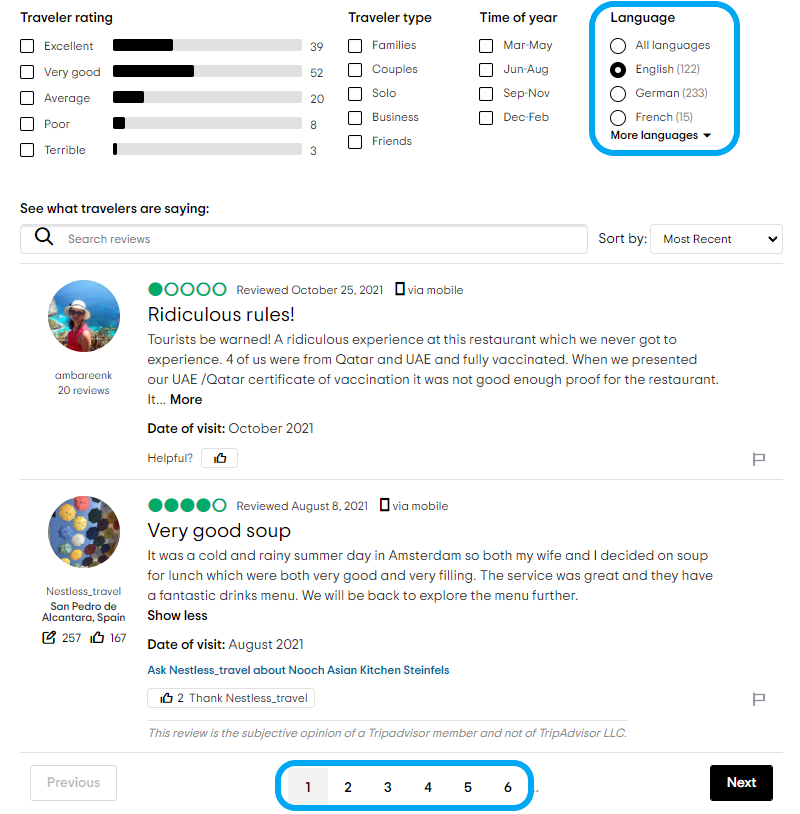 Traveler rating
Excellent 39
Very good 52
Average 20
Poor 8
Terrible 3
Traveler type
Families
Couples
Solo
Business
Friends
Time of year
Mar-May
Jun-Aug
Sep-Nov
Dec-Feb
Language
All languages
English (122)
German (233)
French (15)
More languages
See what travelers are saying:
Search reviews
Sort by: Most Recent
Reviewed October 25, 2021 via mobile
Ridiculous rules!
Tourists be warned! A ridiculous experience at this restaurant which we never got to
experience. 4 of us were from Qatar and UAE and fully vaccinated. When we presented
our UAE /Qatar certificate of vaccination it was not good enough proof for the restaurant.
It... More
ambareenk
20 reviews
Date of visit: October 2021
Helpful?
Reviewed August 8, 2021 via mobile
Very good soup
It was a cold and rainy summer day in Amsterdam so both my wife and I decided on soup
for lunch which were both very good and very filling. The service was great and they have
a fantastic drinks menu. We will be back to explore the menu further.
Show less
Nestless_travel
San Pedro de
Alcantara, Spain
257 167
Date of visit: August 2021
Ask Nestless_travel about Nooch Asian Kitchen Steinfels
2 Thank Nestless_travel
This review is the subjective opinion of a Tripadvisor member and not of TripAdvisor LLC.
Previous 1 2 3 4 5 6 .. Next